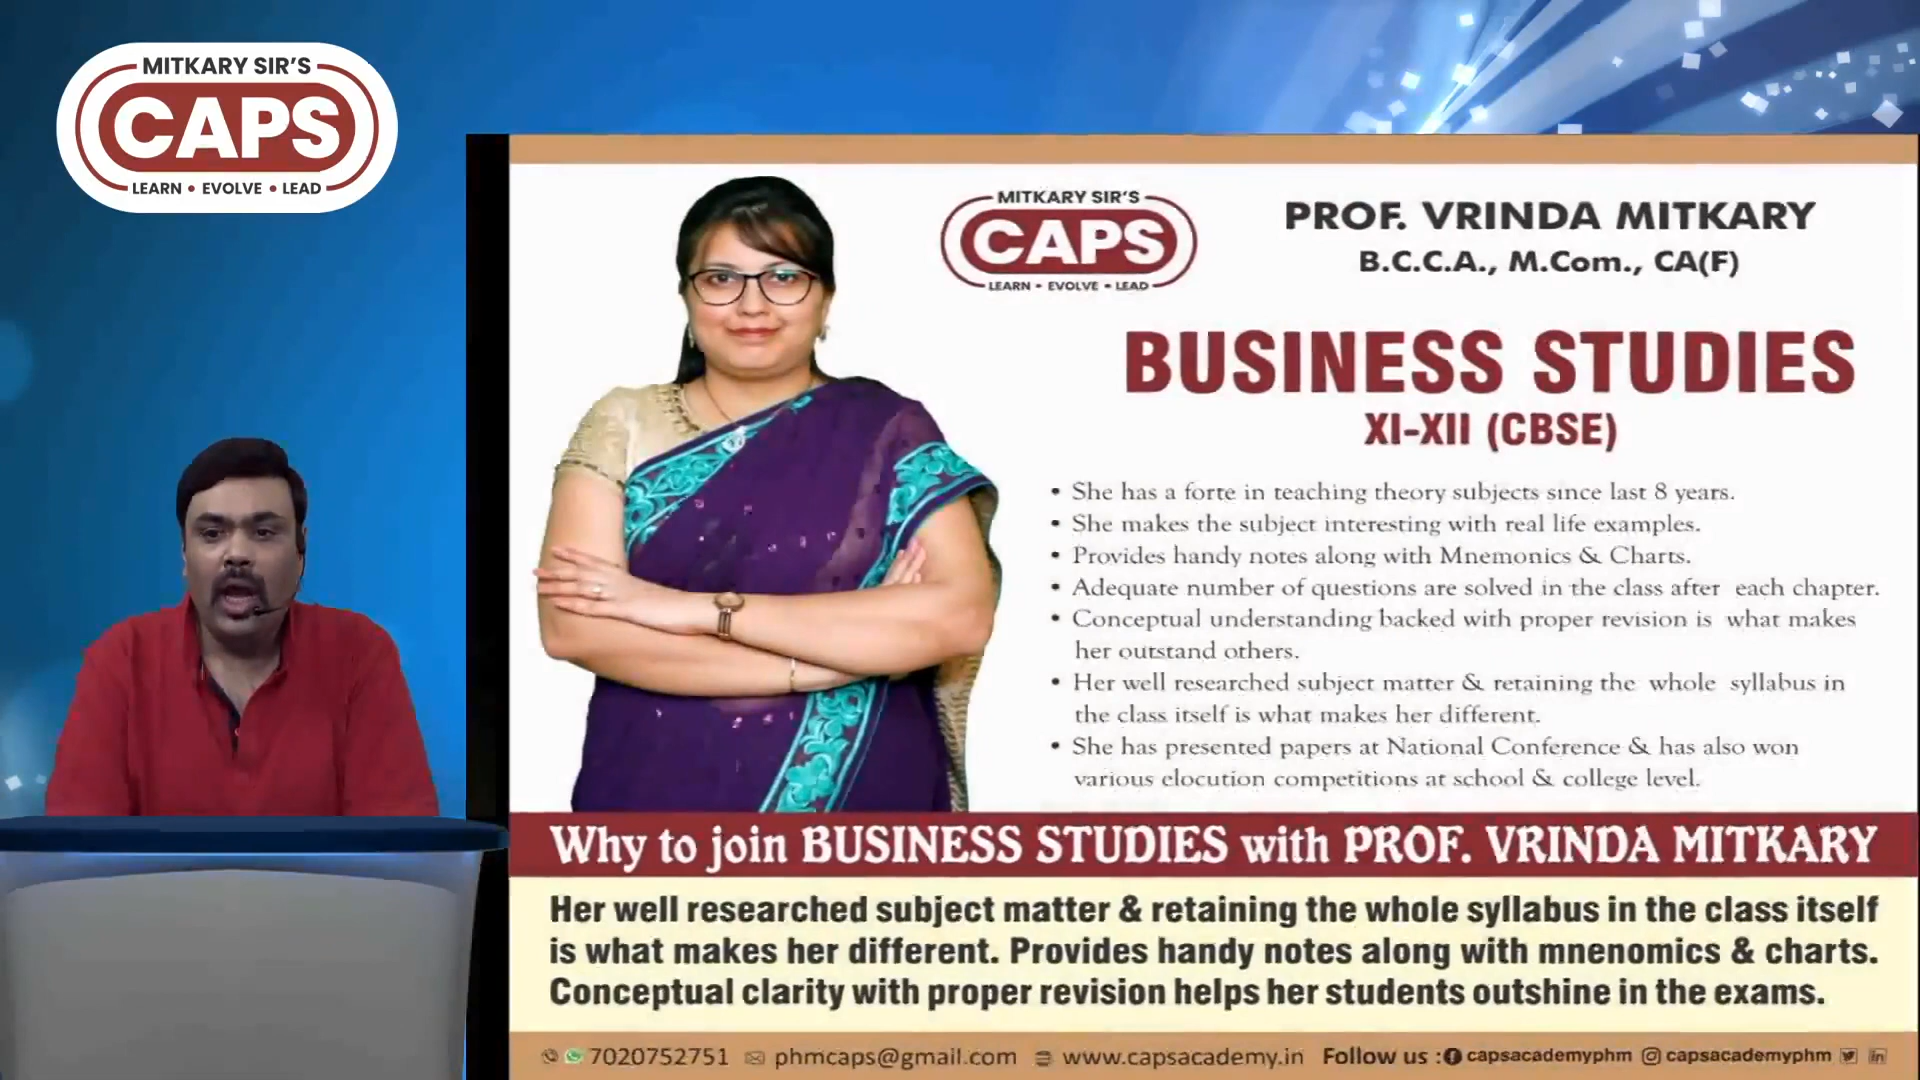 MITKARY SIR'S
CAPS
LEARN • EVOLVE • LEAD
MITKARY SIR'S
CAPS
LEARN • EVOLVE • LEAD
PROF. VRINDA MITKARY
B.C.C.A., M.Com., CA(F)
BUSINESS STUDIES
XI-XII (CBSE)
• She has a forte in teaching theory subjects since last 8 years.
• She makes the subject interesting with real life examples.
• Provides handy notes along with Mnemonics & Charts.
• Adequate number of questions are solved in the class after each chapter.
• Conceptual understanding backed with proper revision is what makes
her outstand others.
• Her well researched subject matter & retaining the whole syllabus in
the class itself is what makes her different.
• She has presented papers at National Conference & has also won
various elocution competitions at school & college level.
Why to join BUSINESS STUDIES with PROF. VRINDA MITKARY
Her well researched subject matter & retaining the whole syllabus in the class itself
is what makes her different. Provides handy notes along with mnenomics & charts.
Conceptual clarity with proper revision helps her students outshine in the exams.
7020752751 phmcaps@gmail.com www.capsacademy.in Follow us : capsacademyphm capsacademyphm